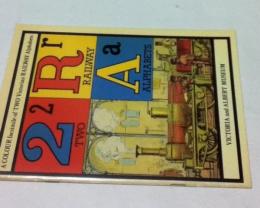 A COLOUR facsimile of TWO Victorian RAILWAY Alphabets
2 2 R r
TWO RAILWAY
A a
ALPHABETS
VICTORIA AND ALBERT MUSEUM